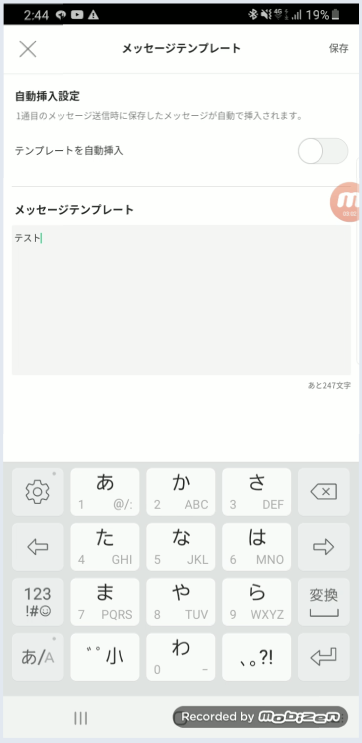 2:44 4G 19%
メッセージテンプレート 保存
自動挿入設定
1通目のメッセージ送信時に保存したメッセージが自動で挿入されます。
テンプレートを自動挿入
メッセージテンプレート
テスト
あと247文字
あ か さ
1 @/: 2 ABC 3 DEF
た な は
4 GHI 5 JKL 6 MNO
123 ま や ら 変換
!#☺ 7 PQRS 8 TUV 9 WXYZ
あ/A ゛゜小 わ 、。?!
0 _
Recorded by mobizen